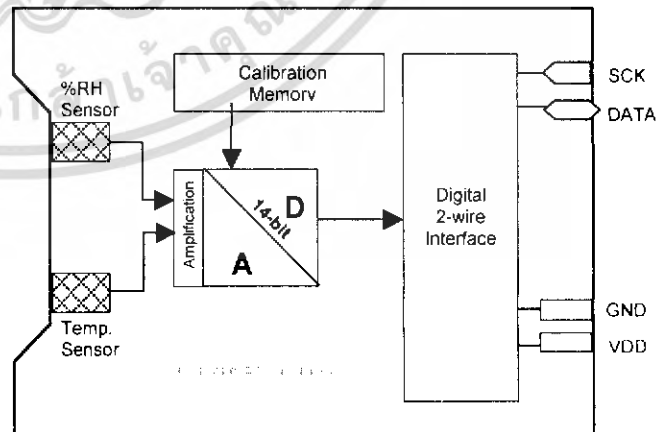 %RH
Sensor
Calibration
Memory
SCK
DATA
Amplification
14-bit
D
A
Digital
2-wire
Interface
Temp.
Sensor
GND
VDD